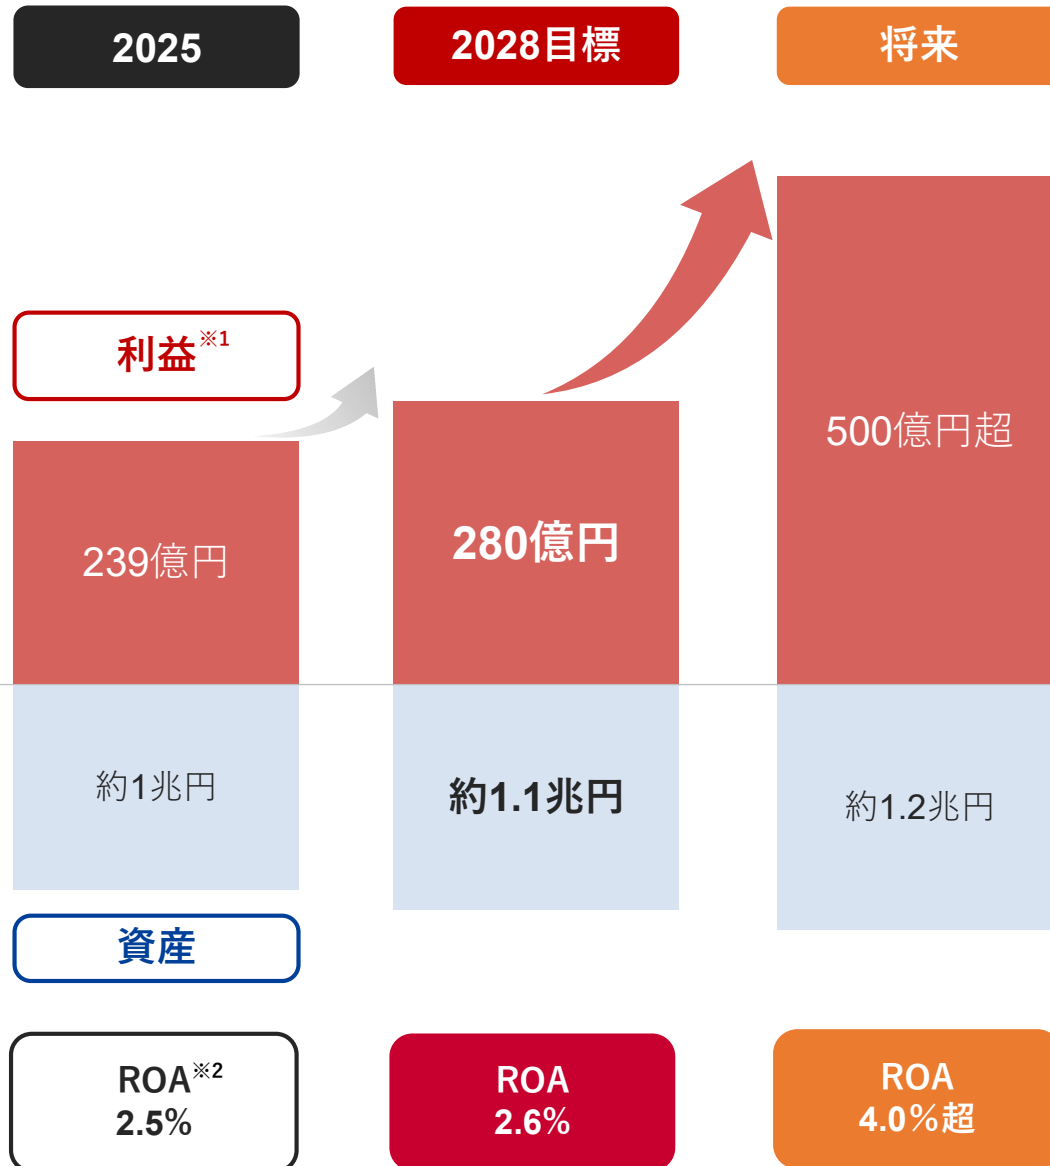 2025
2028目標
将来
利益※1
239億円
280億円
500億円超
約1兆円
約1.1兆円
約1.2兆円
資産
ROA※2
2.5%
ROA
2.6%
ROA
4.0%超